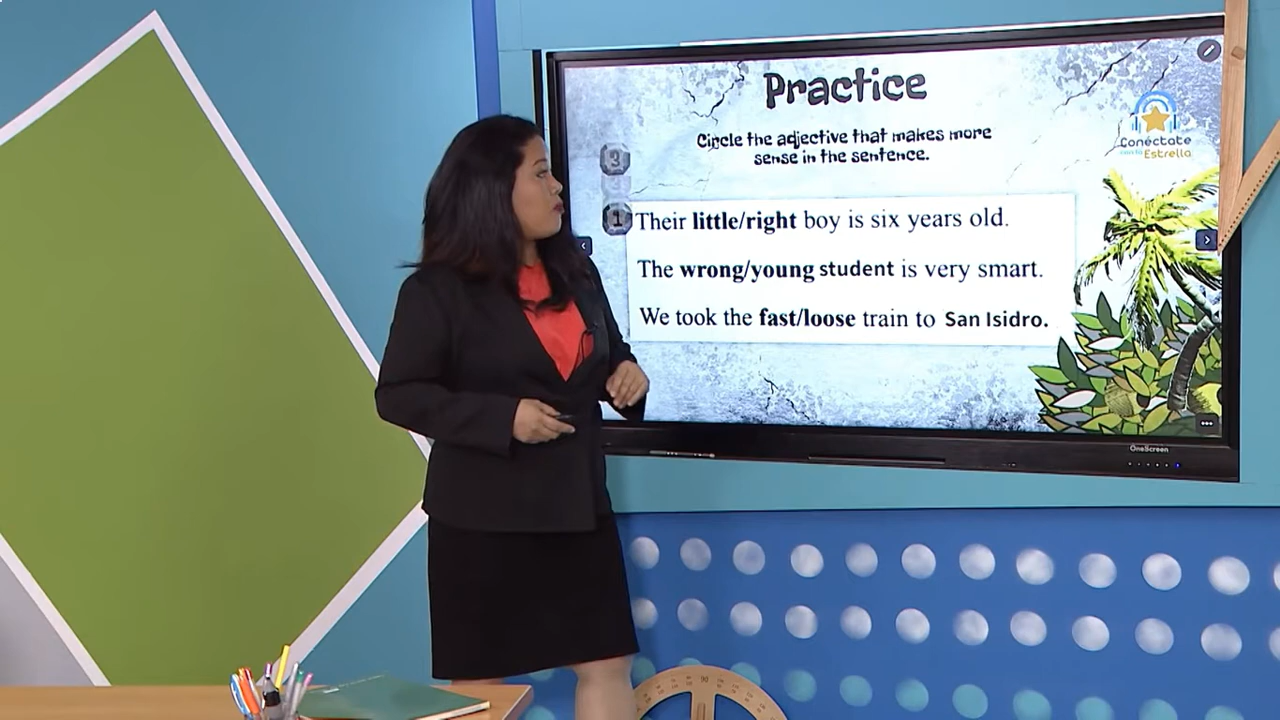 Practice
Circle the adjective that makes more
sense in the sentence.
Conéctate
Estrella
3
1
Their little/right boy is six years old.
The wrong/young student is very smart.
We took the fast/loose train to San Isidro.
OneScreen
90